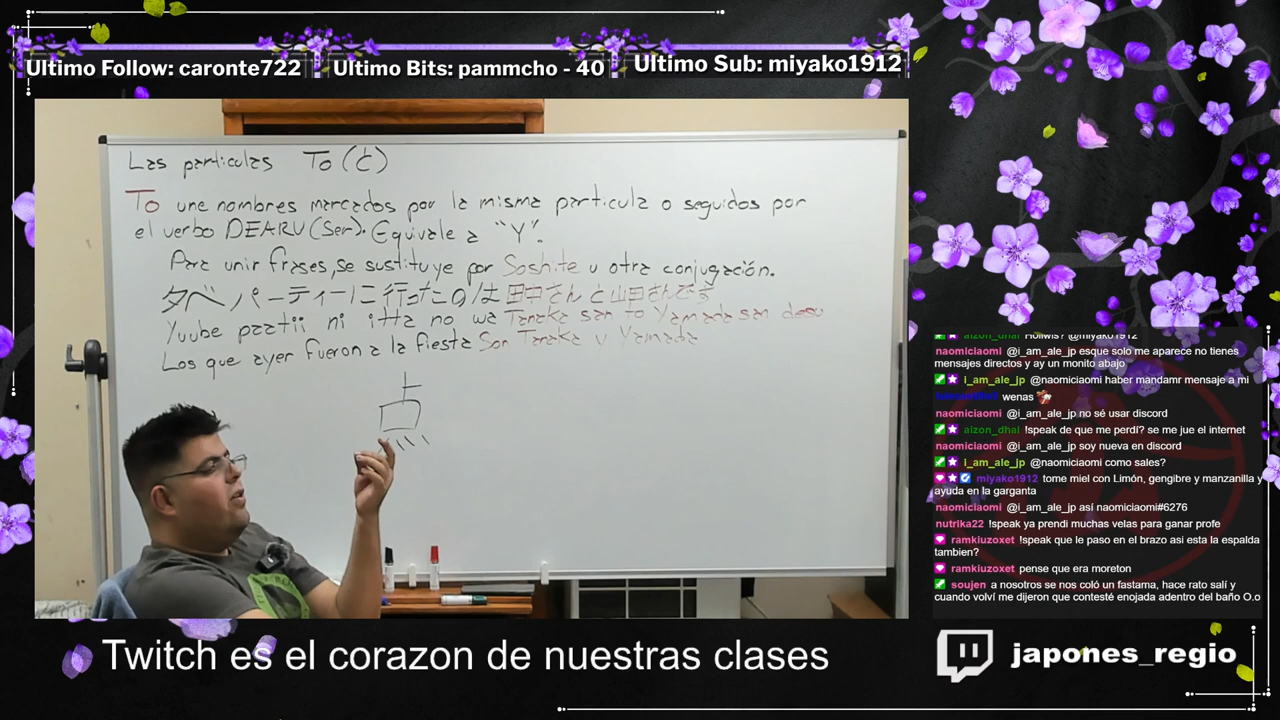 Ultimo Follow: caronte722
Ultimo Bits: pammcho - 40
Ultimo Sub: miyako1912
Las particulas To (と)
To une nombres marcados por la misma particula o seguidos por
el verbo DEARU (Ser). Equivale a "Y".
Para unir frases, se sustituye por Soshite u otra conjugación.
夕べ パーティーに行ったのは田中さんと山田さんです
Yuube paatii ni itta no wa Tanaka san to Yamada san desu
Los que ayer fueron a la fiesta Son Tanaka y Yamada
aizon_dhal Holiwis? @miyako1912
naomiciaomi @i_am_ale_jp esque solo me aparece no tienes
mensajes directos y ay un monito abajo
i_am_ale_jp @naomiciaomi haber mandamr mensaje a mi
wenas
naomiciaomi @i_am_ale_jp no sé usar discord
aizon_dhal !speak de que me perdí? se me jue el internet
naomiciaomi @i_am_ale_jp soy nueva en discord
i_am_ale_jp @naomiciaomi como sales?
miyako1912 tome miel con Limón, gengibre y manzanilla y
ayuda en la garganta
naomiciaomi @i_am_ale_jp así naomiciaomi#6276
nutrika22 !speak ya prendi muchas velas para ganar profe
ramkiuzoxet !speak que le paso en el brazo asi esta la espalda
tambien?
ramkiuzoxet pense que era moreton
soujen a nosotros se nos coló un fastama, hace rato salí y
cuando volví me dijeron que contesté enojada adentro del baño O.o
Twitch es el corazon de nuestras clases
japones_regio